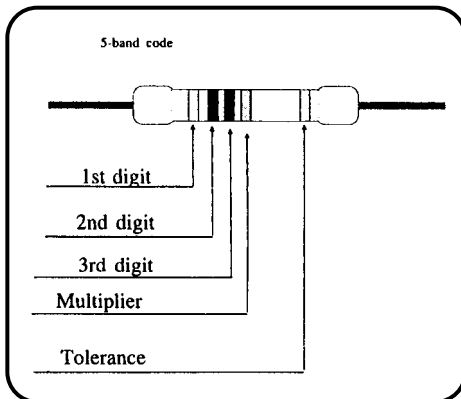 5-band code
1st digit
2nd digit
3rd digit
Multiplier
Tolerance